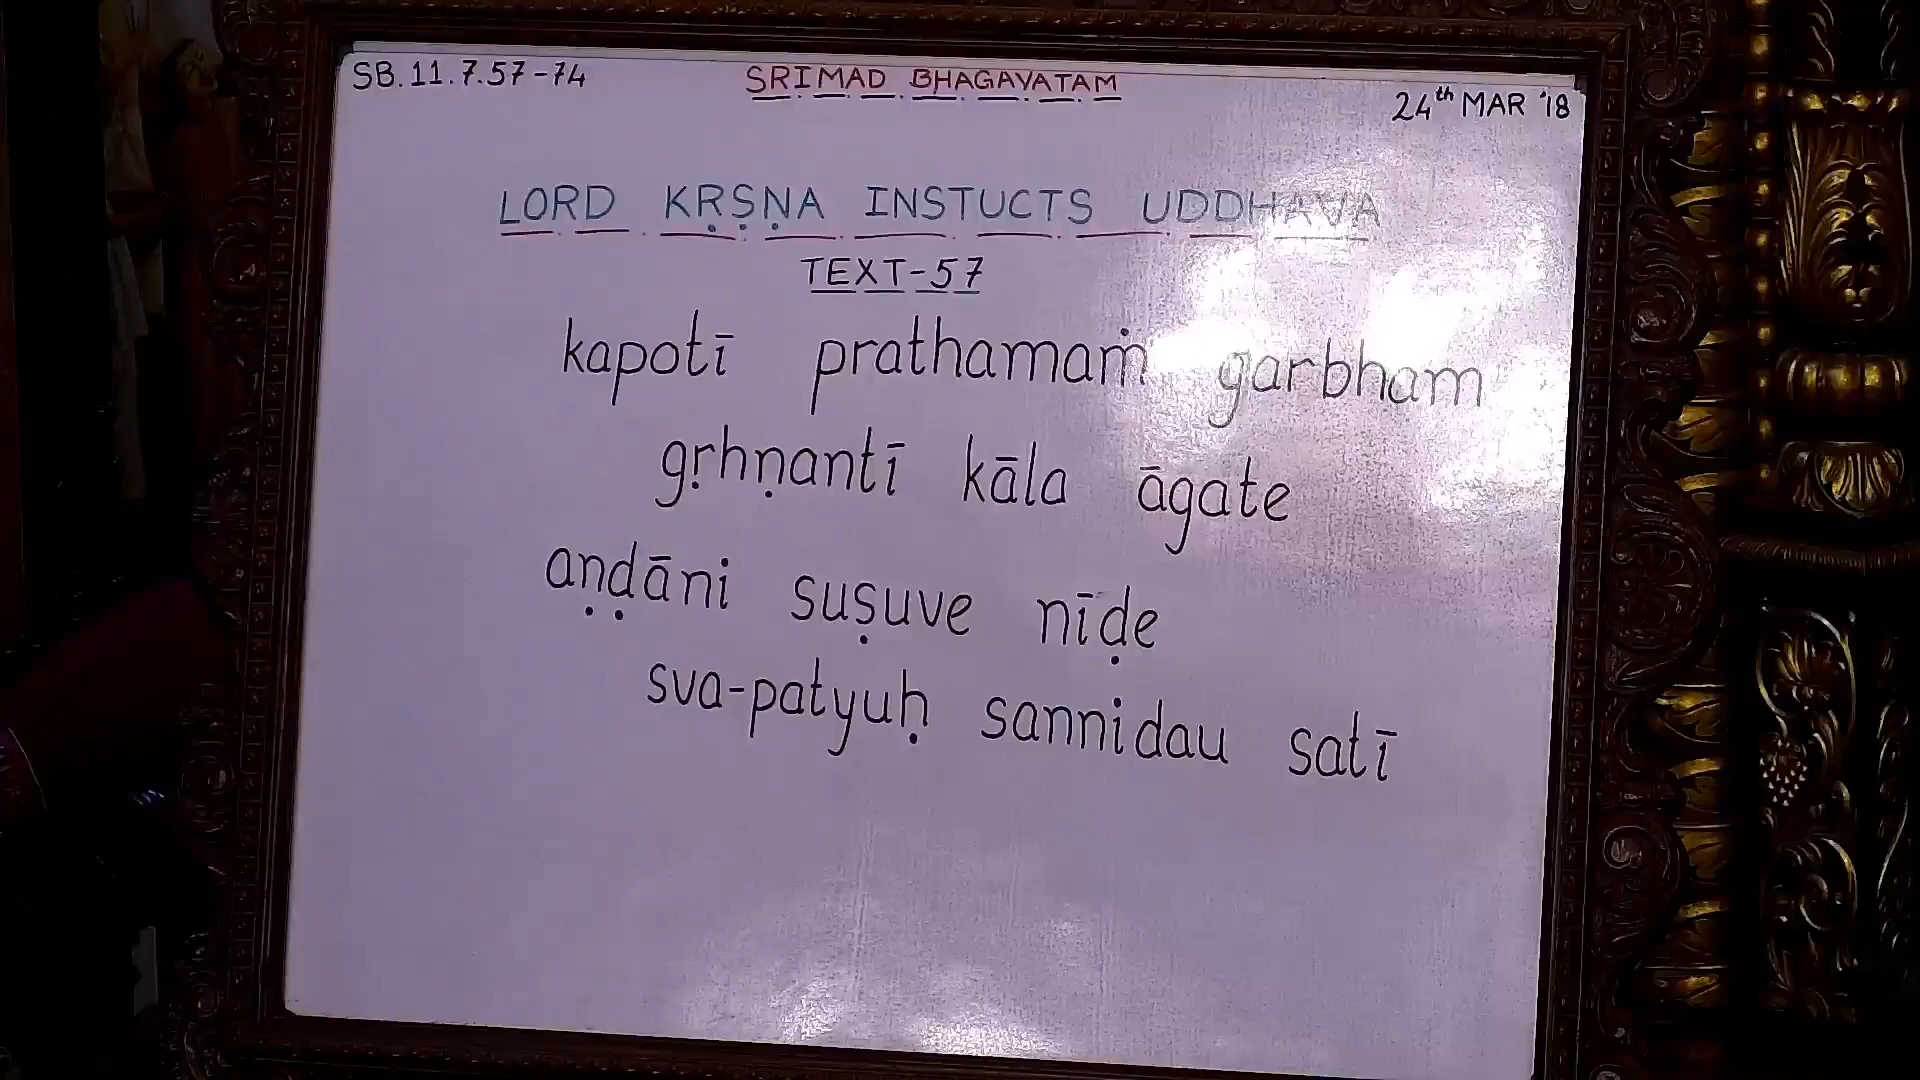 SB.11.7.57-74
SRIMAD BHAGAVATAM
24th MAR '18
LORD KṚṢṆA INSTUCTS UDDHAVA
TEXT-57
kapotī prathamaṁ garbham
gṛhṇantī kāla āgate
aṇḍāni suṣuve nīḍe
sva-patyuḥ sannidau satī